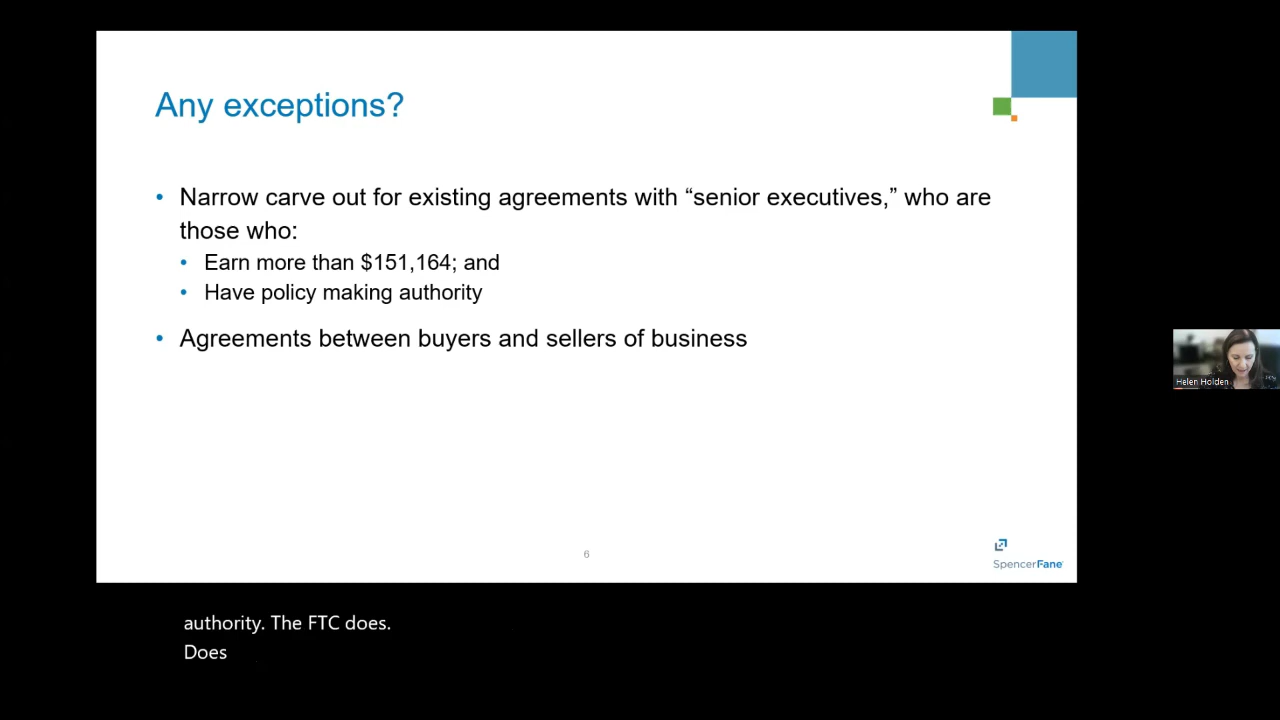 Any exceptions?
• Narrow carve out for existing agreements with “senior executives,” who are
those who:
• Earn more than $151,164; and
• Have policy making authority
• Agreements between buyers and sellers of business
Helen Holden
6
SpencerFane
authority. The FTC does.
Does